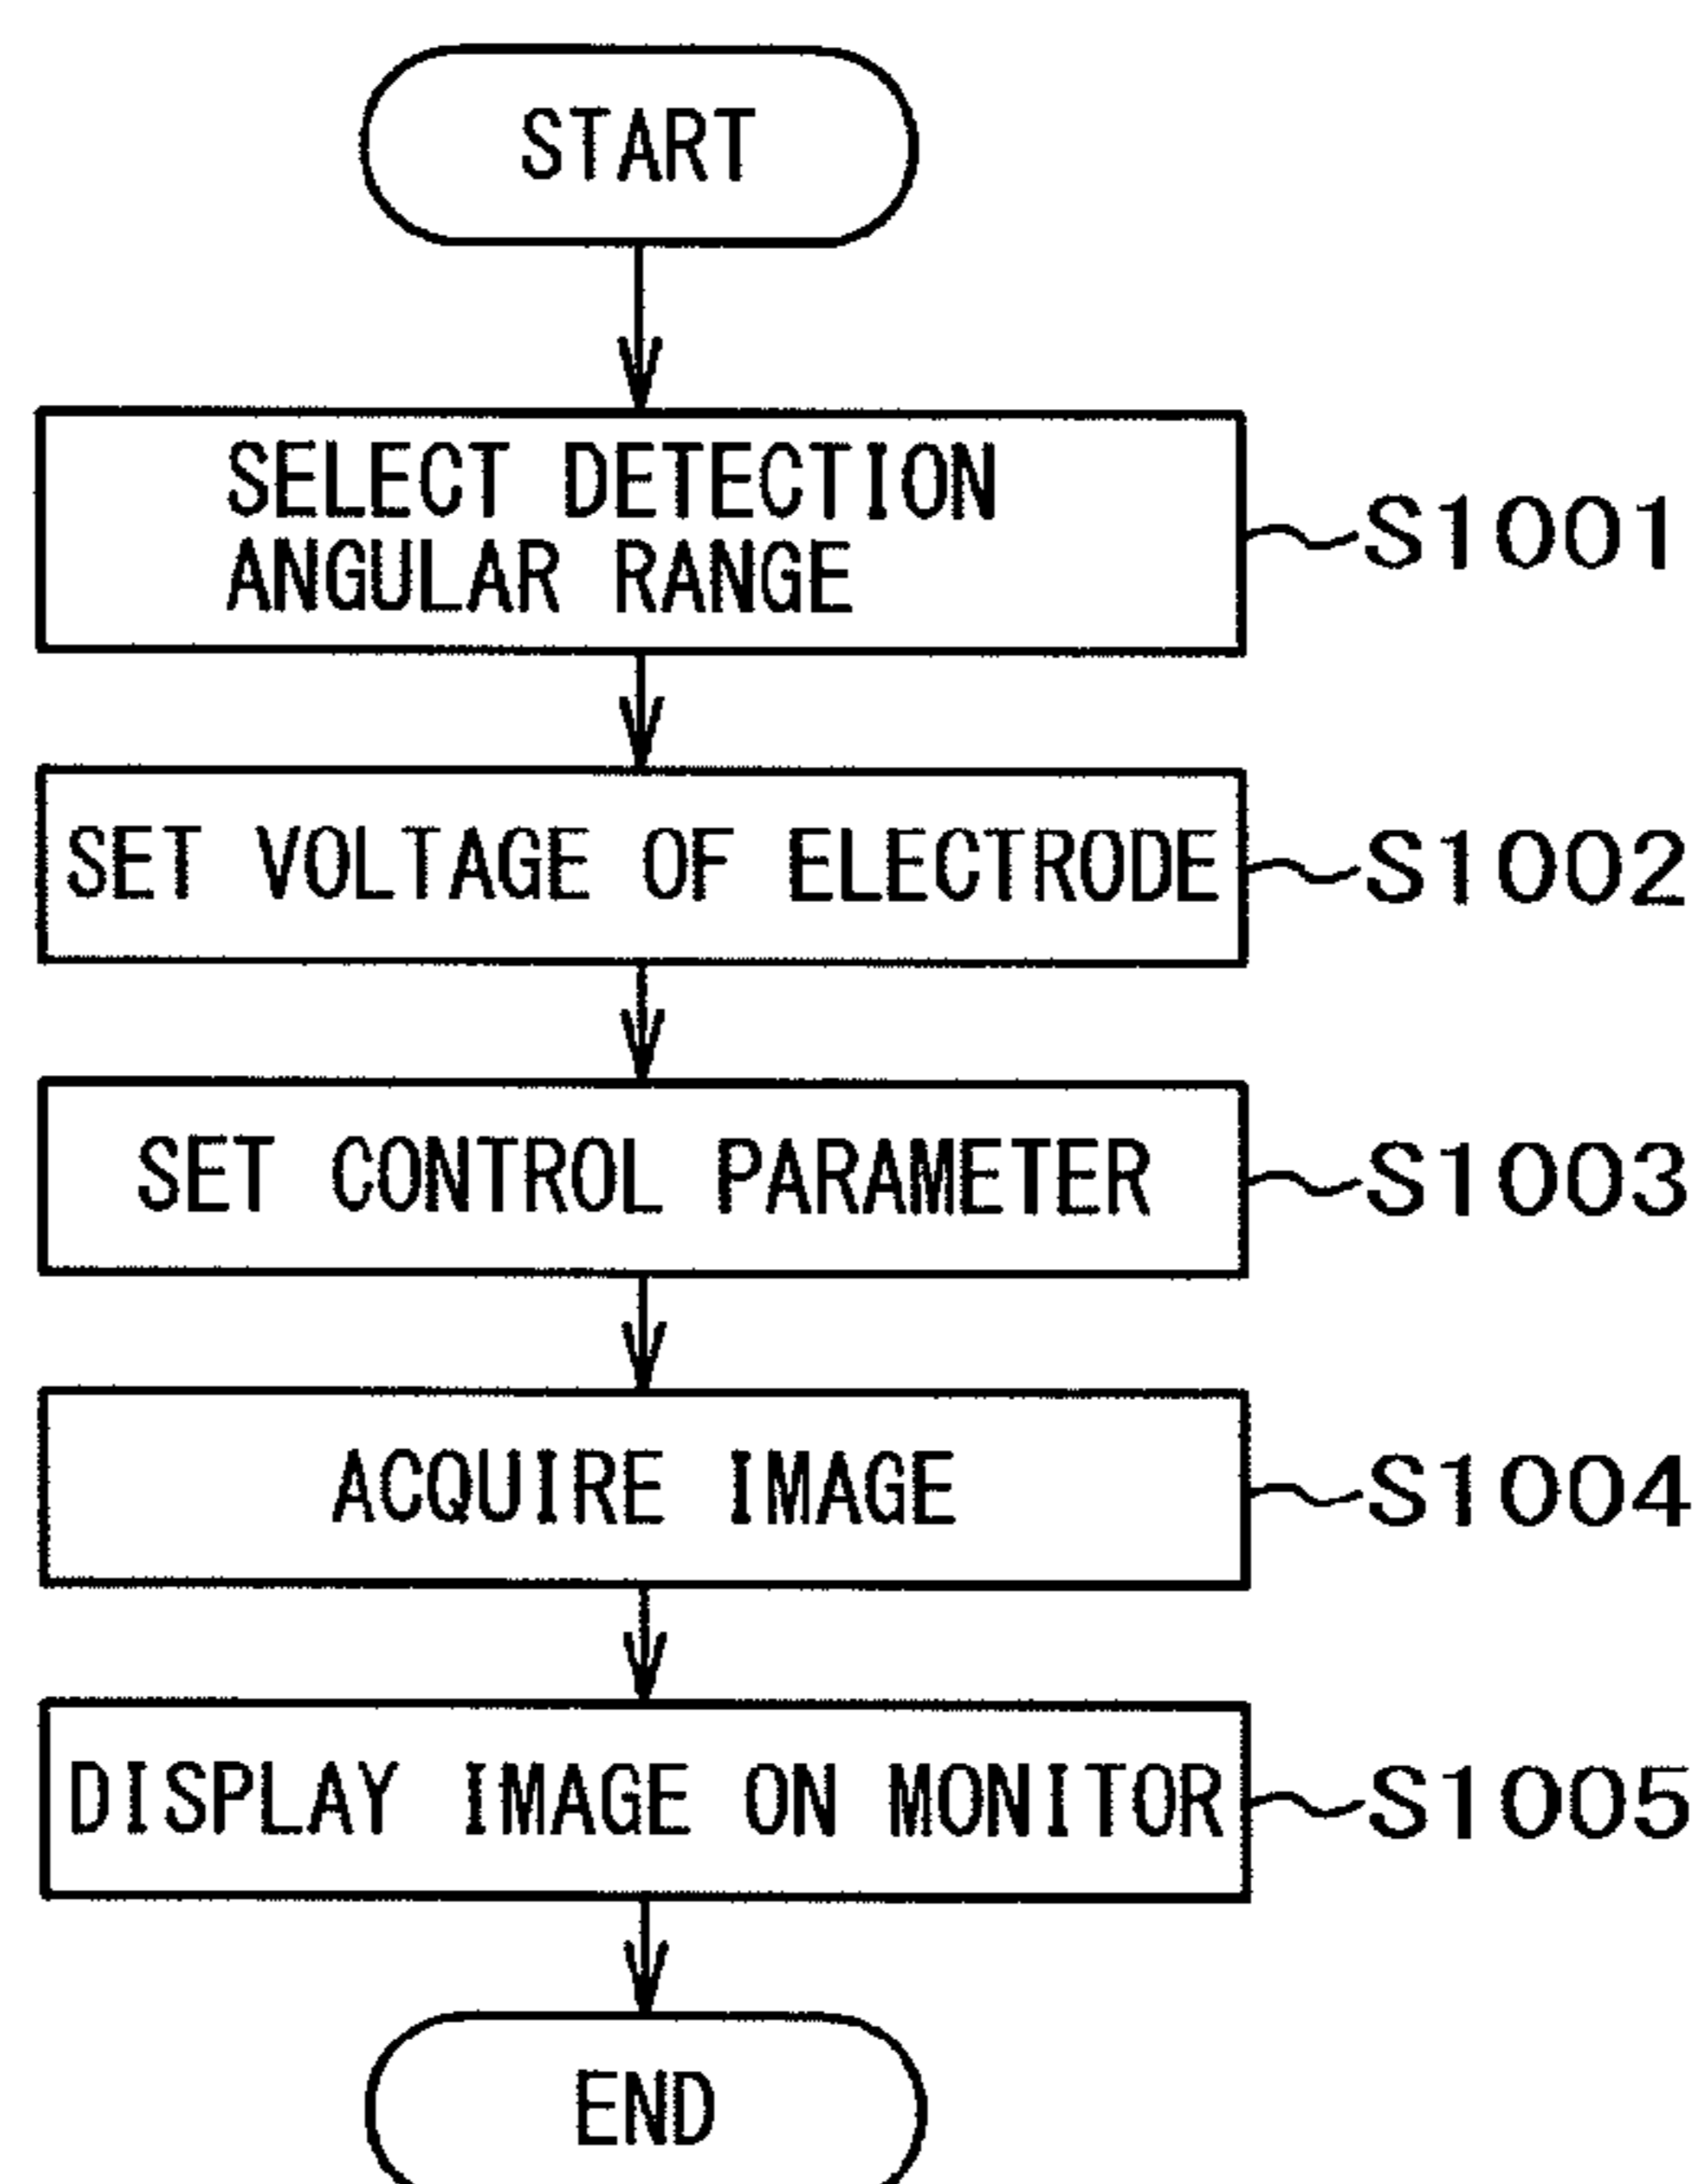 START
SELECT DETECTION
ANGULAR RANGE
S1001
SET VOLTAGE OF ELECTRODE
S1002
SET CONTROL PARAMETER
S1003
ACQUIRE IMAGE
S1004
DISPLAY IMAGE ON MONITOR
S1005
END